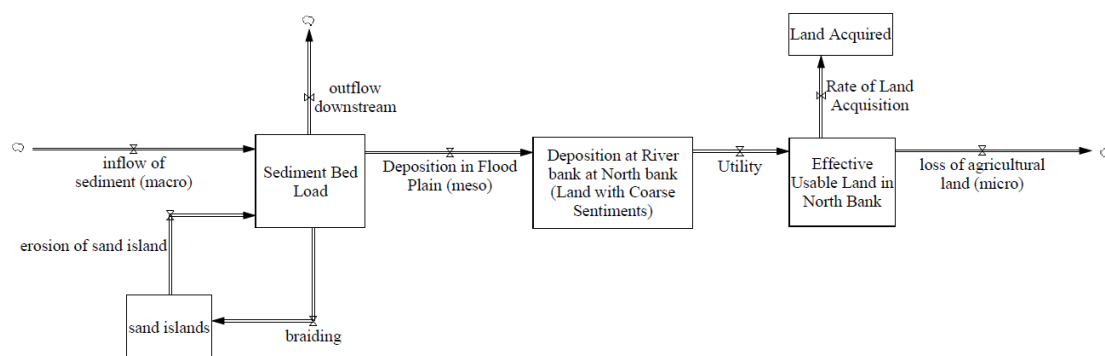 Land Acquired
outflow
downstream
Rate of Land
Acquisition
inflow of
sediment (macro)
Sediment Bed
Load
Deposition in Flood
Plain (meso)
Deposition at River
bank at North bank
(Land with Coarse
Sentiments)
Utility
Effective
Usable Land in
North Bank
loss of agricultural
land (micro)
erosion of sand island
sand islands
braiding